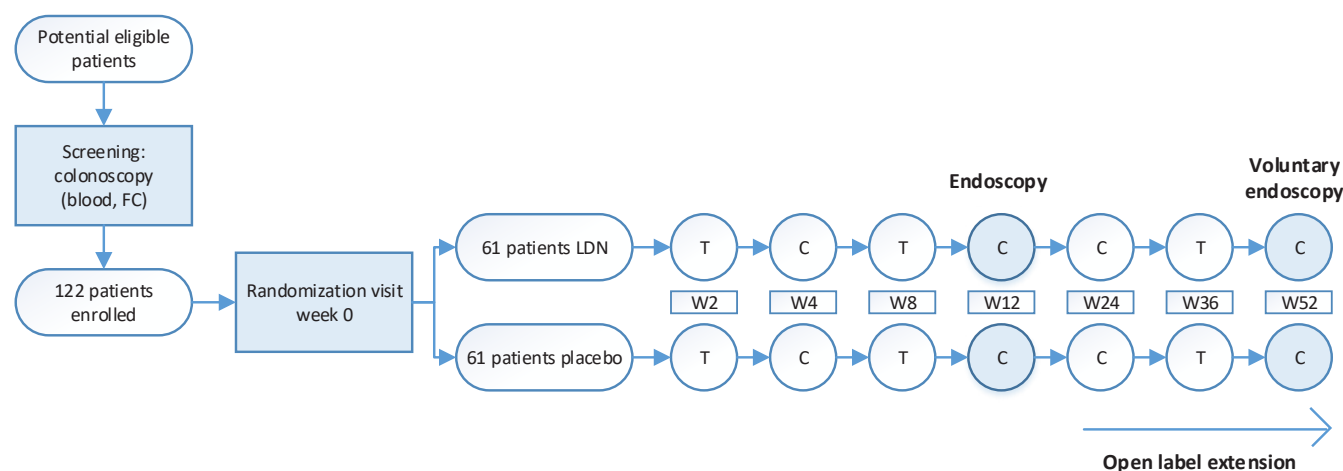 Potential eligible
patients
Screening:
colonoscopy
(blood, FC)
122 patients
enrolled
Randomization visit
week 0
Endoscopy
Voluntary
endoscopy
61 patients LDN
T
C
T
C
C
T
C
W2
W4
W8
W12
W24
W36
W52
61 patients placebo
T
C
T
C
C
T
C
Open label extension